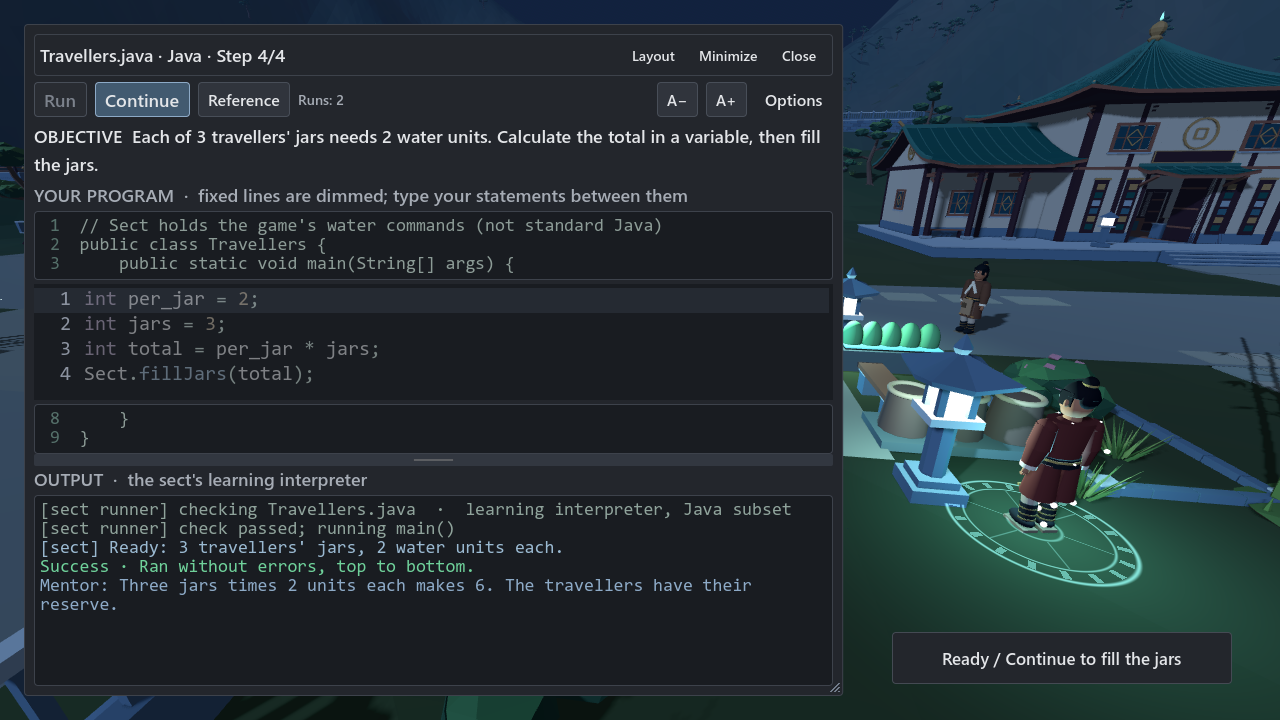 Travellers.java · Java · Step 4/4
Layout Minimize Close
Run Continue Reference Runs: 2 A− A+ Options
OBJECTIVE Each of 3 travellers' jars needs 2 water units. Calculate the total in a variable, then fill
the jars.
YOUR PROGRAM · fixed lines are dimmed; type your statements between them
1 // Sect holds the game's water commands (not standard Java)
2 public class Travellers {
3     public static void main(String[] args) {
1 int per_jar = 2;
2 int jars = 3;
3 int total = per_jar * jars;
4 Sect.fillJars(total);
8     }
9 }
OUTPUT · the sect's learning interpreter
[sect runner] checking Travellers.java · learning interpreter, Java subset
[sect runner] check passed; running main()
[sect] Ready: 3 travellers' jars, 2 water units each.
Success · Ran without errors, top to bottom.
Mentor: Three jars times 2 units each makes 6. The travellers have their
reserve.
Ready / Continue to fill the jars